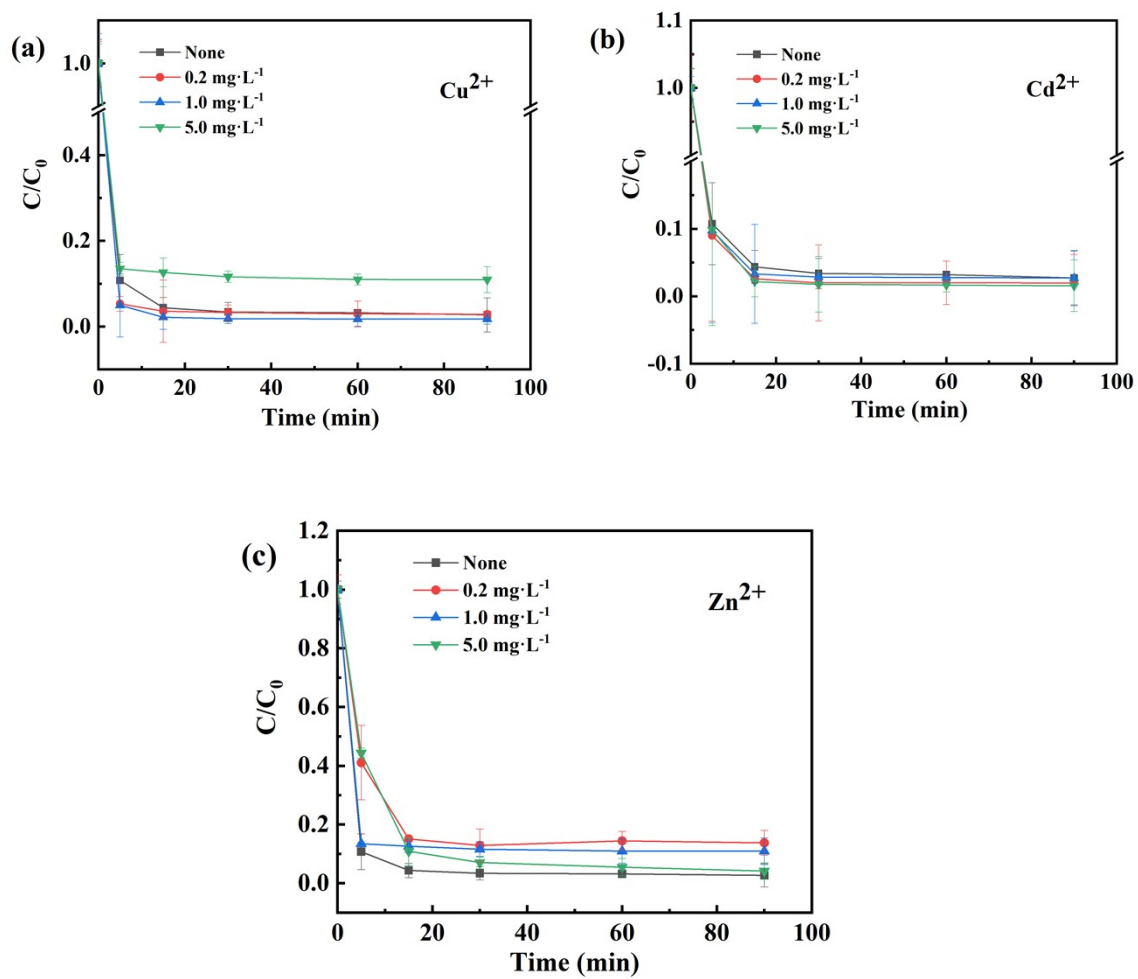 (a)
None
0.2 mg·L⁻¹
1.0 mg·L⁻¹
5.0 mg·L⁻¹
Cu²⁺
1.0
0.4
0.2
0.0
C/C₀
0 20 40 60 80 100
Time (min)
(b)
None
0.2 mg·L⁻¹
1.0 mg·L⁻¹
5.0 mg·L⁻¹
Cd²⁺
1.0
0.1
0.0
-0.1
C/C₀
0 20 40 60 80 100
Time (min)
(c)
None
0.2 mg·L⁻¹
1.0 mg·L⁻¹
5.0 mg·L⁻¹
Zn²⁺
1.2
1.0
0.8
0.6
0.4
0.2
0.0
C/C₀
0 20 40 60 80 100
Time (min)